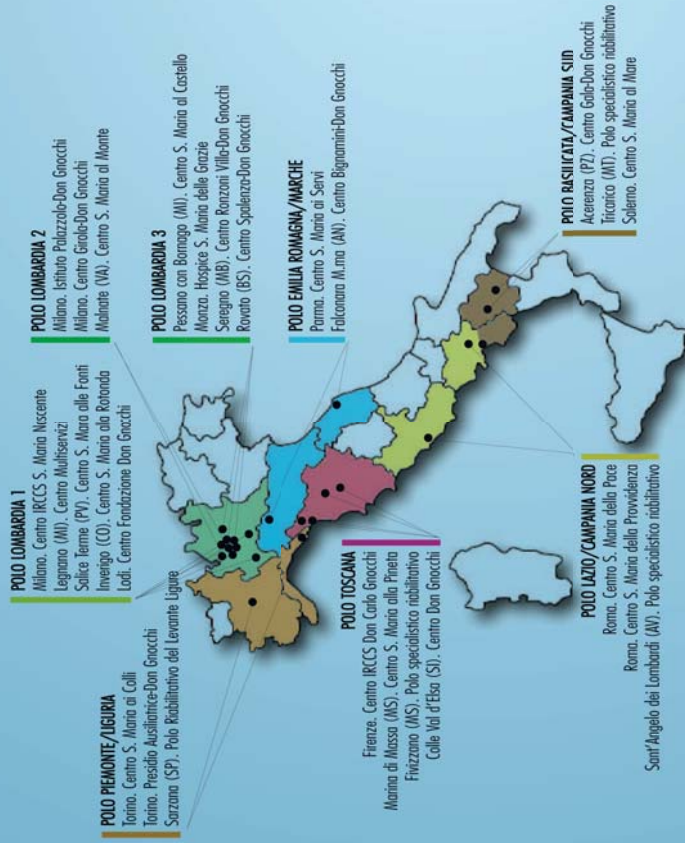 POLO LOMBARDIA 1
Milano. Centro IRCCS S. Maria Nascente
Legnano (MI). Centro Multiservizi
Salice Terme (PV). Centro S. Mara alle Fonti
Inverigo (CO). Centro S. Maria ala Rotonda
Lodi. Centro Fondazione Don Gnocchi
POLO LOMBARDIA 2
Milano. Istituto Palazzolo-Don Gnocchi
Milano. Centro Girola-Don Gnocchi
Malnate (VA). Centro S. Maria al Monte
POLO LOMBARDIA 3
Pessano con Bornago (MI). Centro S. Maria al Castello
Monza. Hospice S. Maria delle Grazie
Seregno (MB). Centro Ronzoni Villa-Don Gnocchi
Rovato (BS). Centro Spalenza-Don Gnocchi
POLO PIEMONTE/LIGURIA
Torino. Centro S. Maria ai Colli
Torino. Presidio Ausiliatrice-Don Gnocchi
Sarzana (SP). Polo Riabilitativo del Levante Ligure
POLO EMILIA ROMAGNA/MARCHE
Parma. Centro S. Maria ai Servi
Falconara M.ma (AN). Centro Bignamini-Don Gnocchi
POLO TOSCANA
Firenze. Centro IRCCS Don Carlo Gnocchi
Marina di Massa (MS). Centro S. Maria alla Pineta
Fivizzano (MS). Polo specialistico riabilitativo
Colle Val d'Elsa (SI). Centro Don Gnocchi
POLO LAZIO/CAMPANIA NORD
Roma. Centro S. Maria della Pace
Roma. Centro S. Maria della Provvidenza
Sant'Angelo dei Lombardi (AV). Polo specialistico riabilitativo
POLO BASILICATA/CAMPANIA SUD
Acerenza (PZ). Centro Gala-Don Gnocchi
Tricarico (MT). Polo specialistico riabilitativo
Salerno. Centro S. Maria al Mare